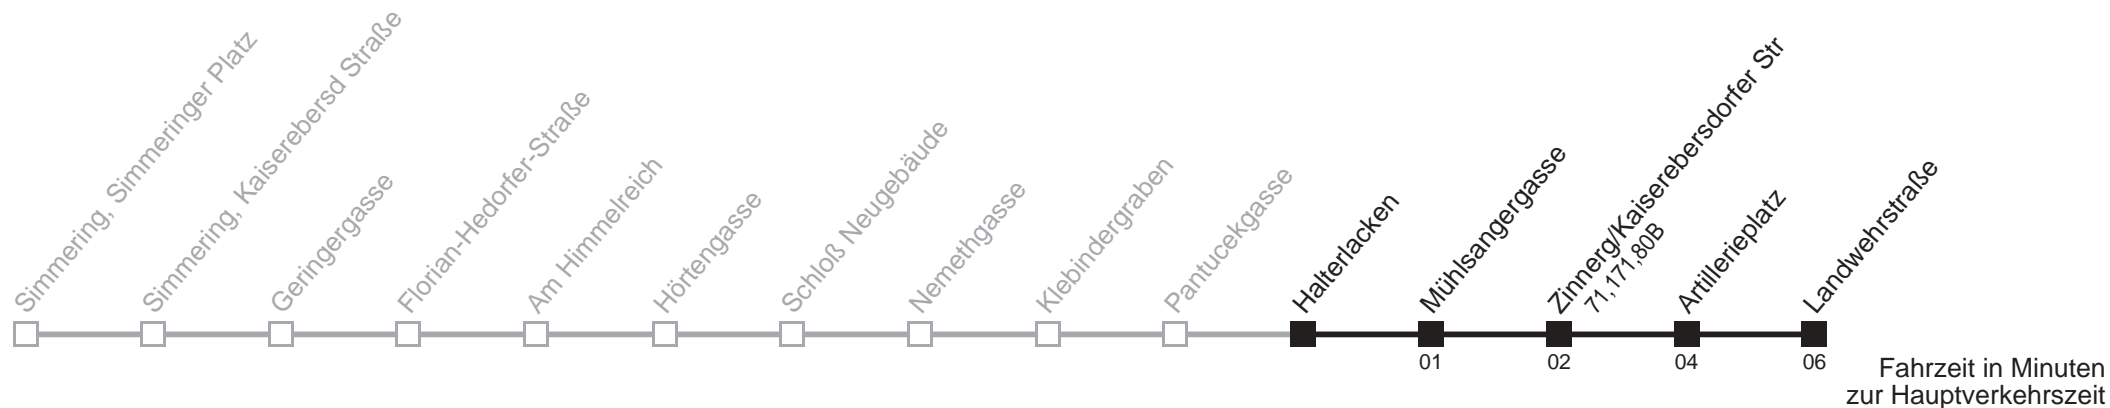 Simmering, Simmeringer Platz
Simmering, Kaiserebersd Straße
Geringergasse
Florian-Hedorfer-Straße
Am Himmelreich
Hörtengasse
Schloß Neugebäude
Nemethgasse
Klebindergraben
Pantucekgasse
Halterlacken
Mühlsangergasse
Zinnerg/Kaiserebersdorfer Str
71,171,80B
Artillerieplatz
Landwehrstraße
01
02
04
06
Fahrzeit in Minuten
zur Hauptverkehrszeit